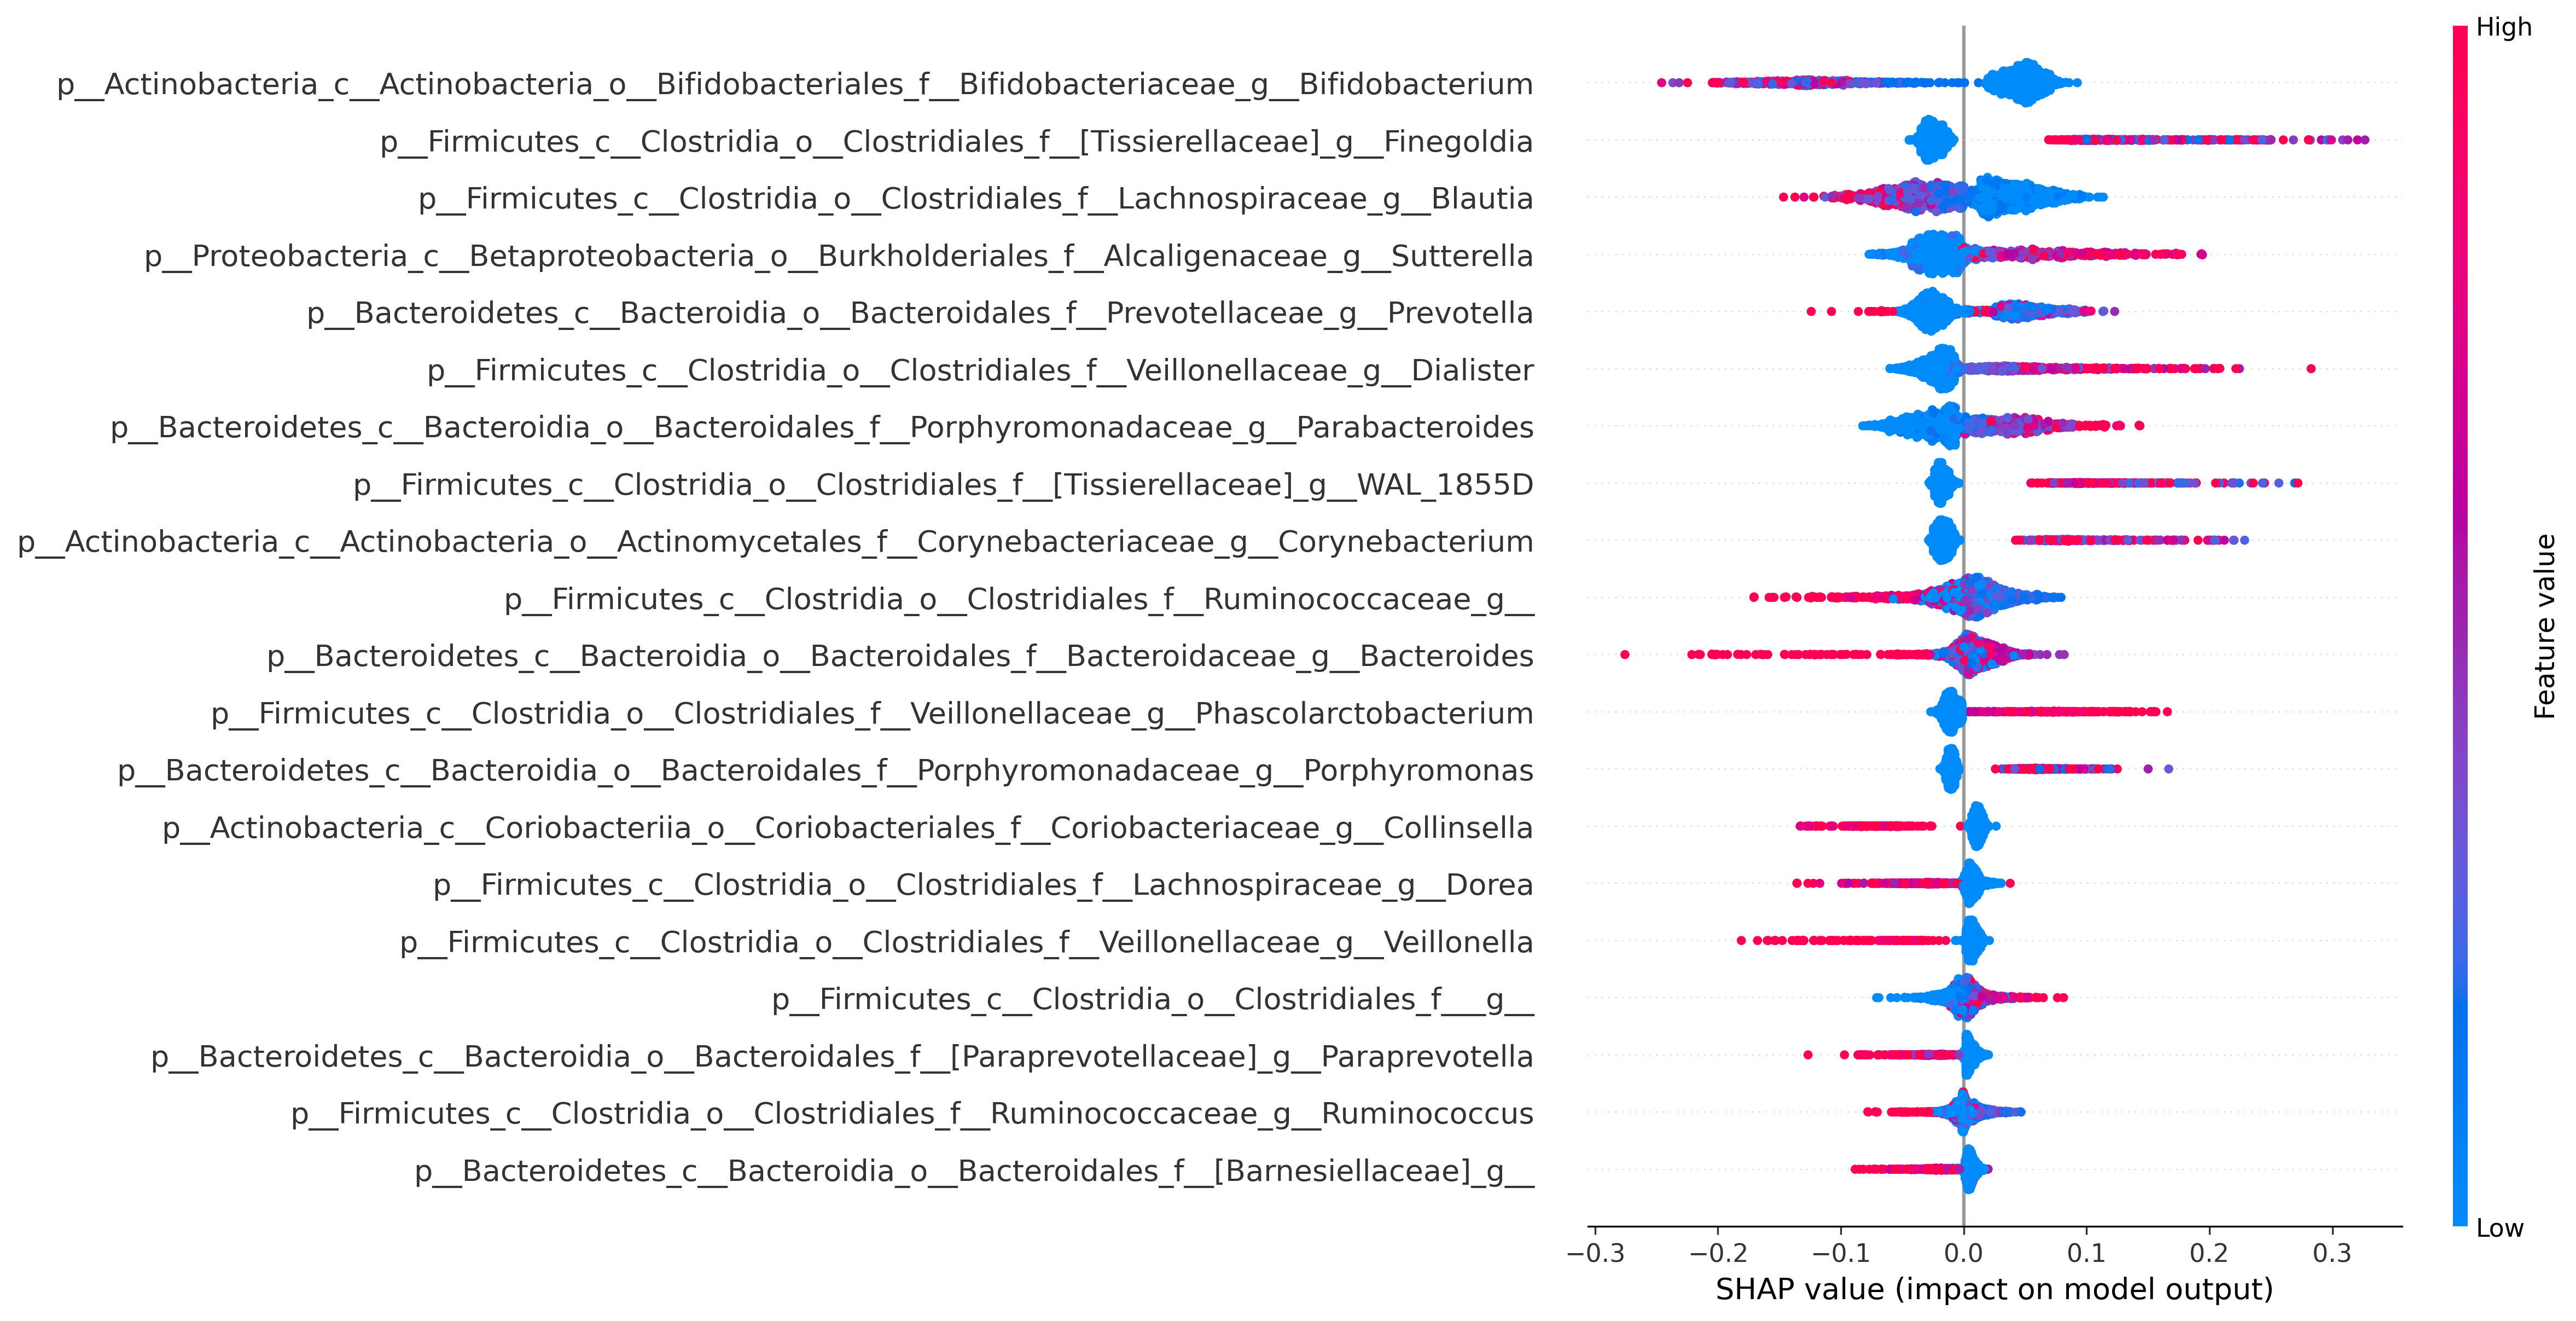 High
p__Actinobacteria_c__Actinobacteria_o__Bifidobacteriales_f__Bifidobacteriaceae_g__Bifidobacterium
p__Firmicutes_c__Clostridia_o__Clostridiales_f__[Tissierellaceae]_g__Finegoldia
p__Firmicutes_c__Clostridia_o__Clostridiales_f__Lachnospiraceae_g__Blautia
p__Proteobacteria_c__Betaproteobacteria_o__Burkholderiales_f__Alcaligenaceae_g__Sutterella
p__Bacteroidetes_c__Bacteroidia_o__Bacteroidales_f__Prevotellaceae_g__Prevotella
p__Firmicutes_c__Clostridia_o__Clostridiales_f__Veillonellaceae_g__Dialister
p__Bacteroidetes_c__Bacteroidia_o__Bacteroidales_f__Porphyromonadaceae_g__Parabacteroides
p__Firmicutes_c__Clostridia_o__Clostridiales_f__[Tissierellaceae]_g__WAL_1855D
p__Actinobacteria_c__Actinobacteria_o__Actinomycetales_f__Corynebacteriaceae_g__Corynebacterium
p__Firmicutes_c__Clostridia_o__Clostridiales_f__Ruminococcaceae_g__
p__Bacteroidetes_c__Bacteroidia_o__Bacteroidales_f__Bacteroidaceae_g__Bacteroides
p__Firmicutes_c__Clostridia_o__Clostridiales_f__Veillonellaceae_g__Phascolarctobacterium
p__Bacteroidetes_c__Bacteroidia_o__Bacteroidales_f__Porphyromonadaceae_g__Porphyromonas
p__Actinobacteria_c__Coriobacteriia_o__Coriobacteriales_f__Coriobacteriaceae_g__Collinsella
p__Firmicutes_c__Clostridia_o__Clostridiales_f__Lachnospiraceae_g__Dorea
p__Firmicutes_c__Clostridia_o__Clostridiales_f__Veillonellaceae_g__Veillonella
p__Firmicutes_c__Clostridia_o__Clostridiales_f___g__
p__Bacteroidetes_c__Bacteroidia_o__Bacteroidales_f__[Paraprevotellaceae]_g__Paraprevotella
p__Firmicutes_c__Clostridia_o__Clostridiales_f__Ruminococcaceae_g__Ruminococcus
p__Bacteroidetes_c__Bacteroidia_o__Bacteroidales_f__[Barnesiellaceae]_g__
Feature value
Low
−0.3 −0.2 −0.1 0.0 0.1 0.2 0.3
SHAP value (impact on model output)